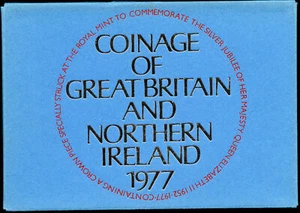 COINAGE
OF
GREAT BRITAIN
AND
NORTHERN
IRELAND
1977
CONTAINING A CROWN PIECE SPECIALLY STRUCK AT THE ROYAL MINT TO COMMEMORATE THE SILVER JUBILEE OF HER MAJESTY QUEEN ELIZABETH II 1952-1977·